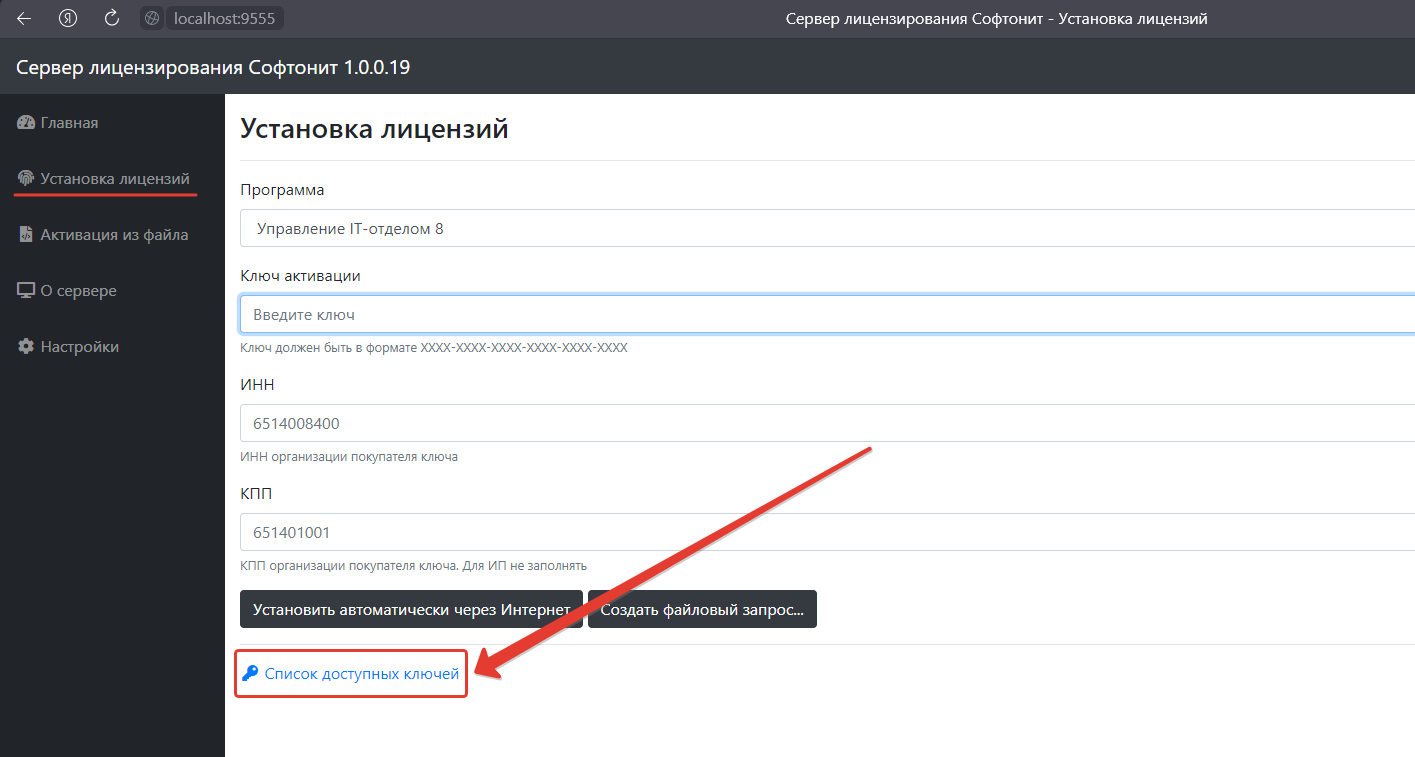 localhost:9555
Сервер лицензирования Софтонит - Установка лицензий
Сервер лицензирования Софтонит 1.0.0.19
Главная
Установка лицензий
Активация из файла
О сервере
Настройки
Установка лицензий
Программа
Управление IT-отделом 8
Ключ активации
Введите ключ
Ключ должен быть в формате XXXX-XXXX-XXXX-XXXX-XXXX-XXXX
ИНН
6514008400
ИНН организации покупателя ключа
КПП
651401001
КПП организации покупателя ключа. Для ИП не заполнять
Установить автоматически через Интернет
Создать файловый запрос...
Список доступных ключей